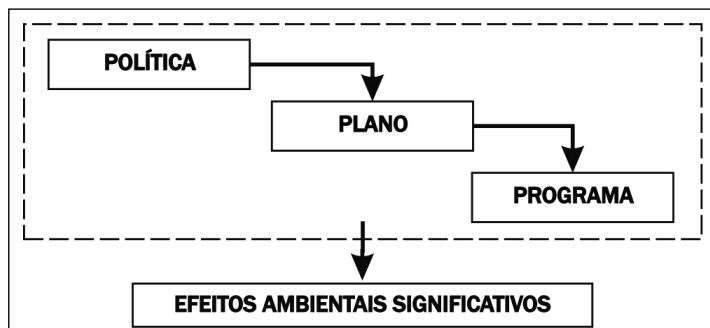 POLÍTICA
PLANO
PROGRAMA
EFEITOS AMBIENTAIS SIGNIFICATIVOS